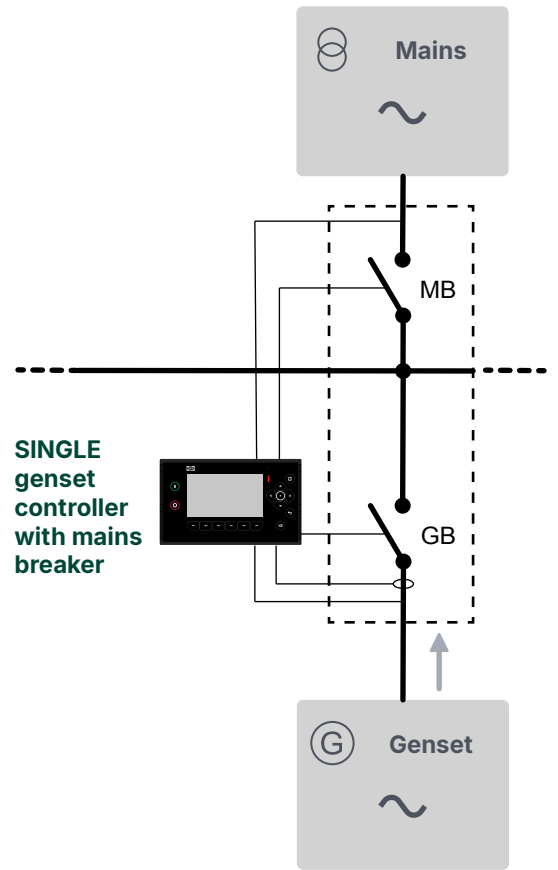 Mains
MB
SINGLE
genset
controller
with mains
breaker
GB
G
Genset